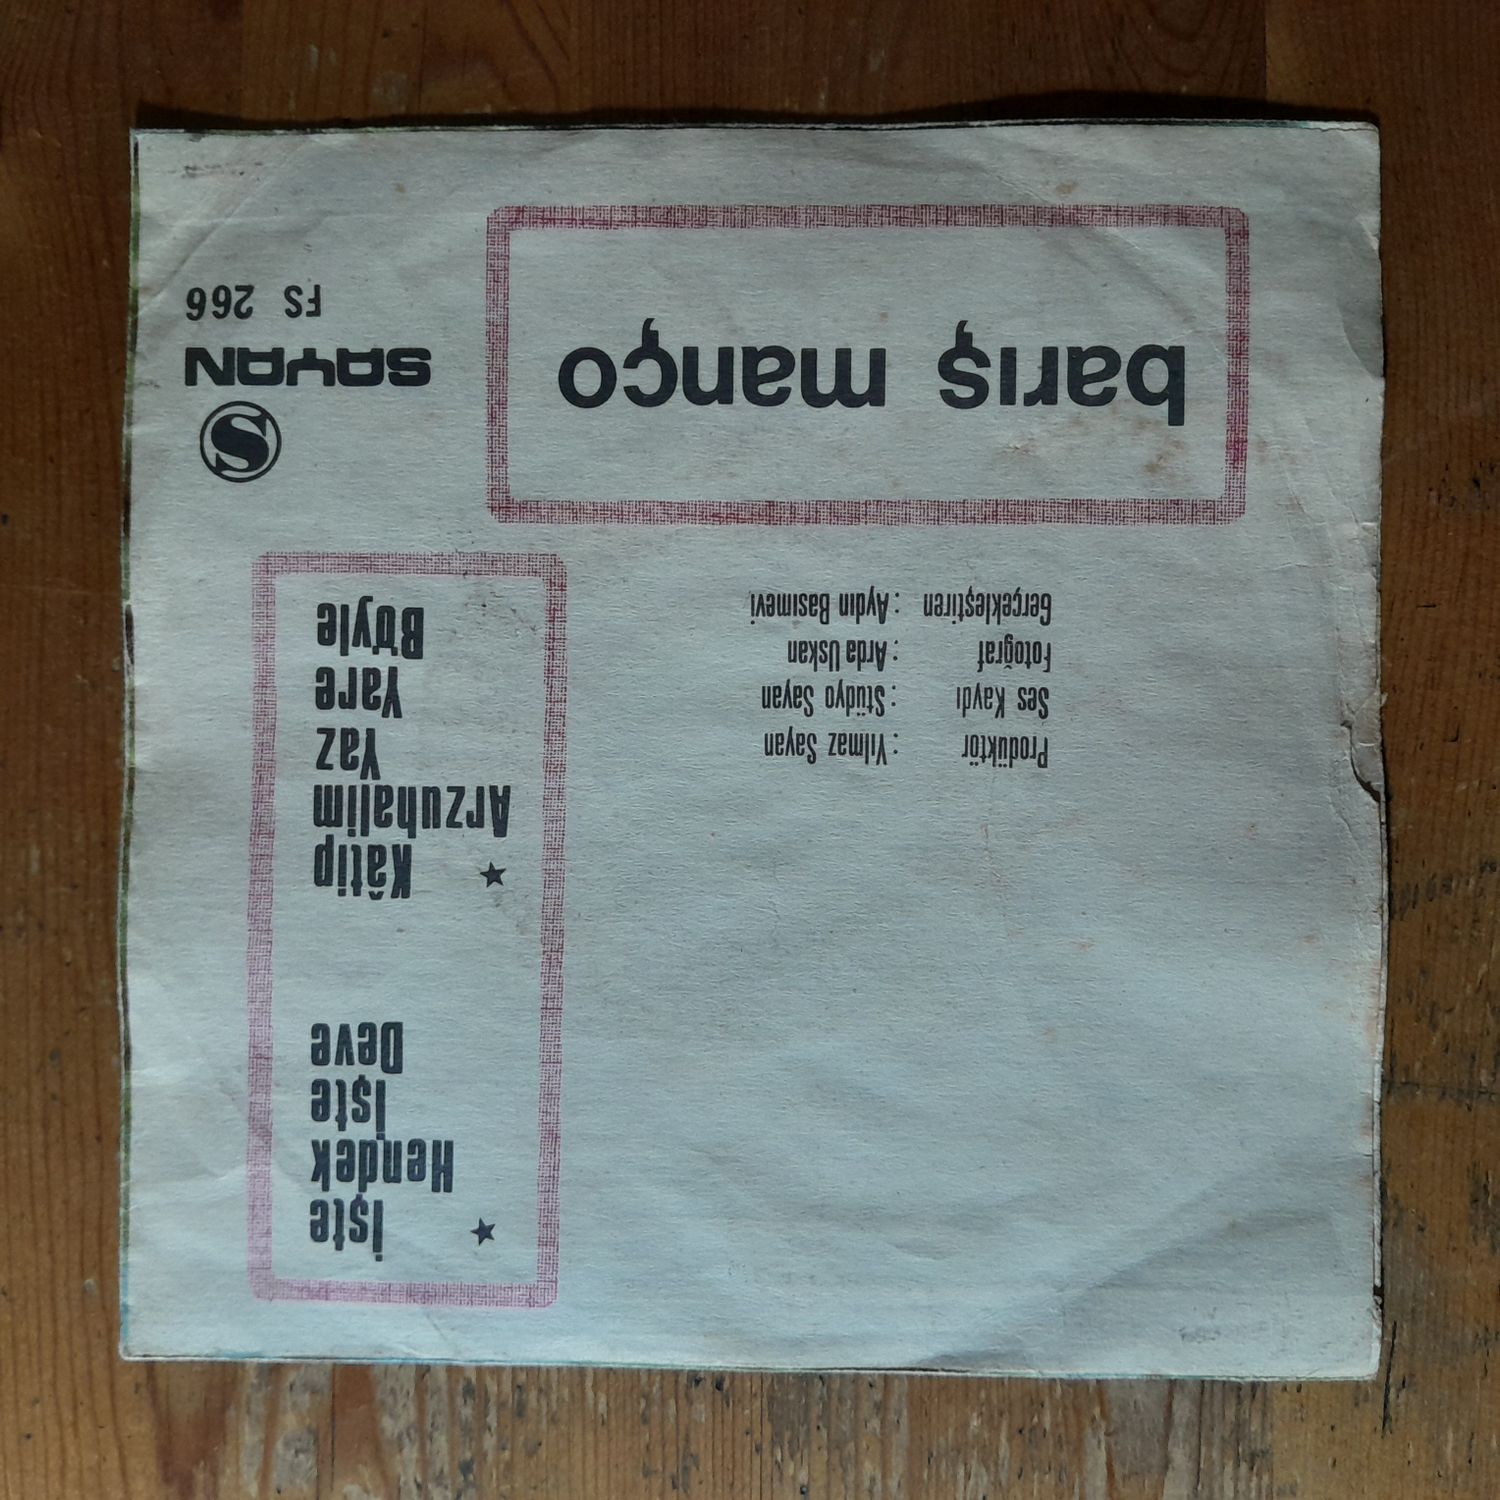 ★ İşte
Hendek
İşte
Deve
★ Kâtip
Arzuhalim
Yaz
Yare
Böyle
Prodüktör : Yılmaz Sayan
Ses Kaydı : Stüdyo Sayan
Fotoğraf : Arda Uskan
Gerçekleştiren : Aydın Basımevi
barış manço
S
SAYAN
FS 266